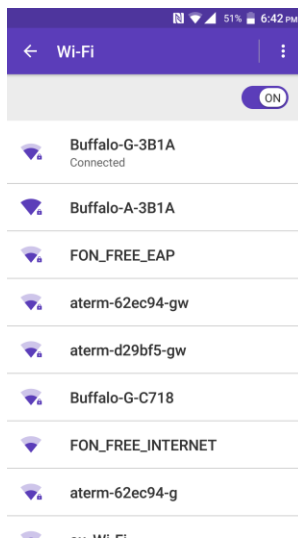 51% 6:42 PM
Wi-Fi
ON
Buffalo-G-3B1A
Connected
Buffalo-A-3B1A
FON_FREE_EAP
aterm-62ec94-gw
aterm-d29bf5-gw
Buffalo-G-C718
FON_FREE_INTERNET
aterm-62ec94-g